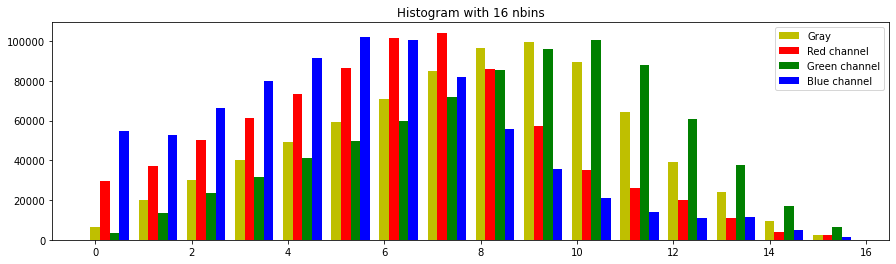 Histogram with 16 nbins
100000
80000
60000
40000
20000
0
0 2 4 6 8 10 12 14 16
Gray
Red channel
Green channel
Blue channel